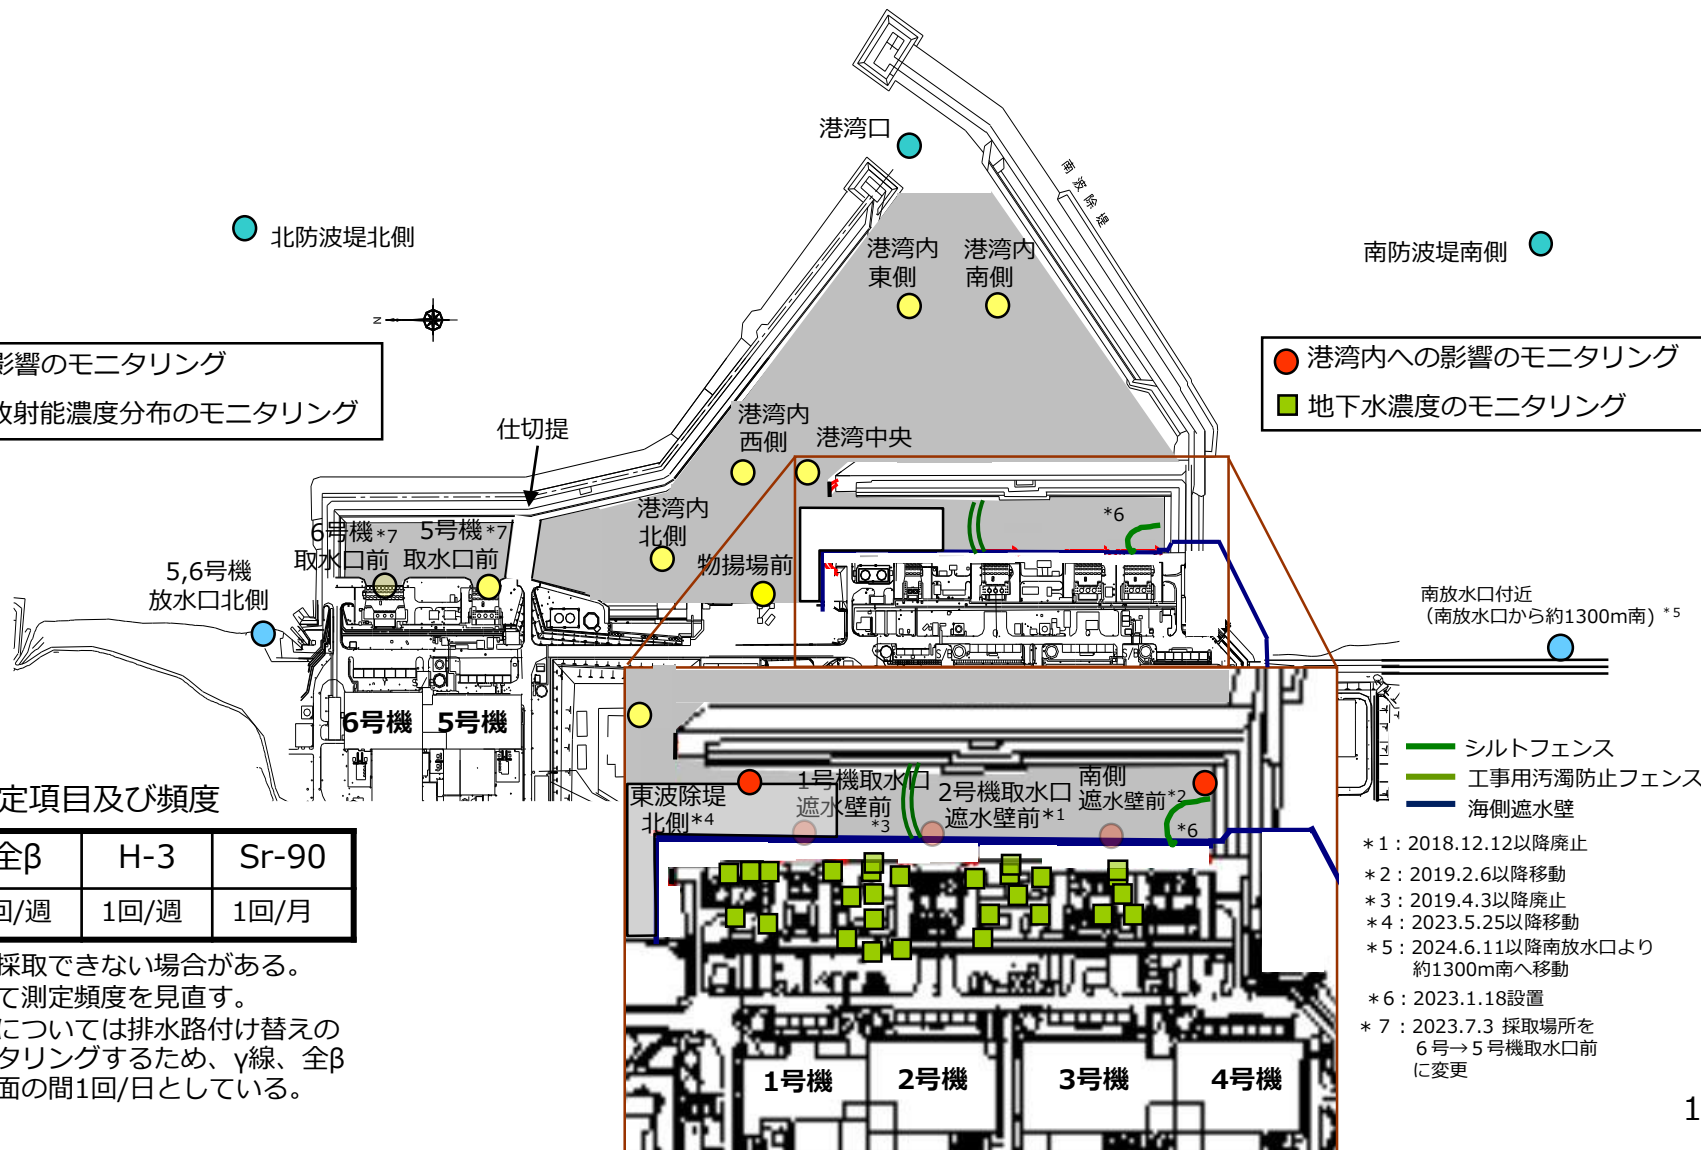 港湾口
南波除堤
北防波堤北側
港湾内
東側
港湾内
南側
南防波堤南側
N
影響のモニタリング
放射能濃度分布のモニタリング
港湾内への影響のモニタリング
地下水濃度のモニタリング
仕切提
港湾内
西側
港湾中央
港湾内
北側
物揚場前
*6
6号機*7
取水口前
5号機*7
取水口前
5,6号機
放水口北側
南放水口付近
(南放水口から約1300m南) *5
S/B
S/B
6号機
5号機
シルトフェンス
工事用汚濁防止フェンス
海側遮水壁
東波除堤
北側*4
1号機取水口
遮水壁前
*3
2号機取水口
遮水壁前*1
南側
遮水壁前*2
*6
定項目及び頻度
全β H-3 Sr-90
回/週 1回/週 1回/月
採取できない場合がある。
て測定頻度を見直す。
については排水路付け替えの
タリングするため、γ線、全β
面の間1回/日としている。
1号機
2号機
3号機
4号機
*1:2018.12.12以降廃止
*2:2019.2.6以降移動
*3:2019.4.3以降廃止
*4:2023.5.25以降移動
*5:2024.6.11以降南放水口より
約1300m南へ移動
*6:2023.1.18設置
*7:2023.7.3 採取場所を
6号→5号機取水口前
に変更
1